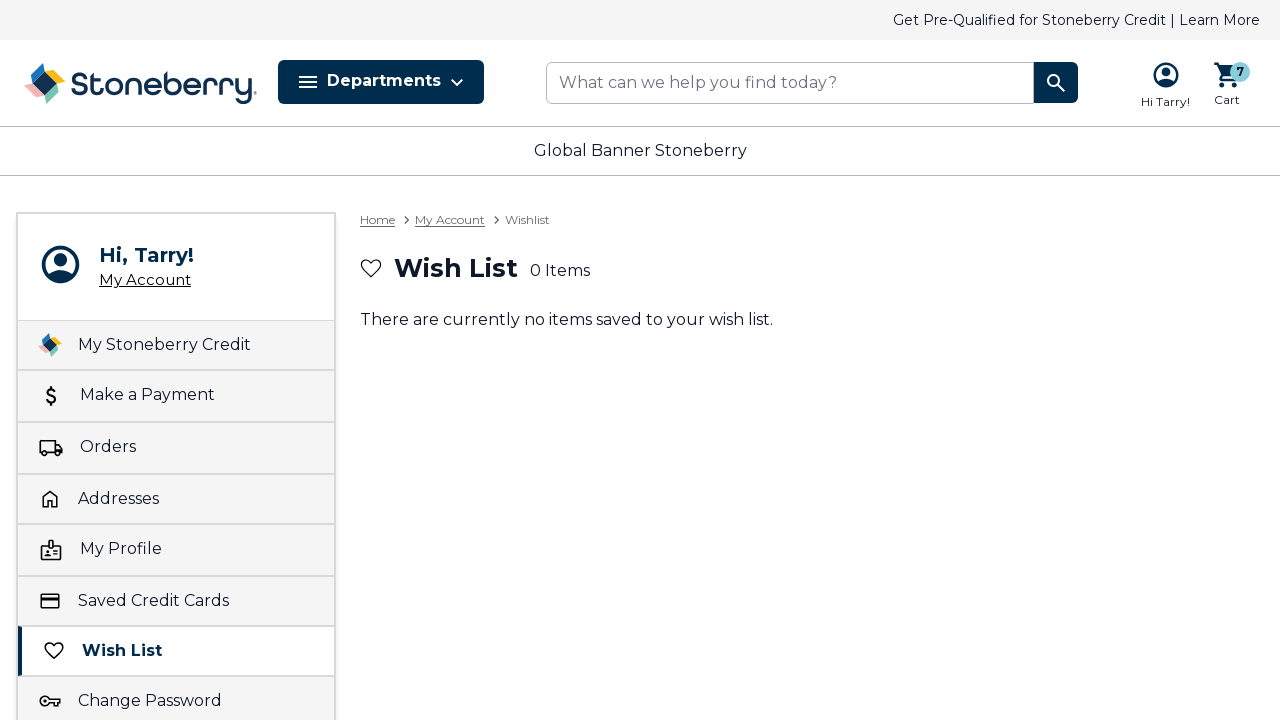 Get Pre-Qualified for Stoneberry Credit | Learn More
Stoneberry
Departments
What can we help you find today?
Hi Tarry!
7
Cart
Global Banner Stoneberry
Hi, Tarry!
My Account
My Stoneberry Credit
Make a Payment
Orders
Addresses
My Profile
Saved Credit Cards
Wish List
Change Password
Home > My Account > Wishlist
Wish List 0 Items
There are currently no items saved to your wish list.